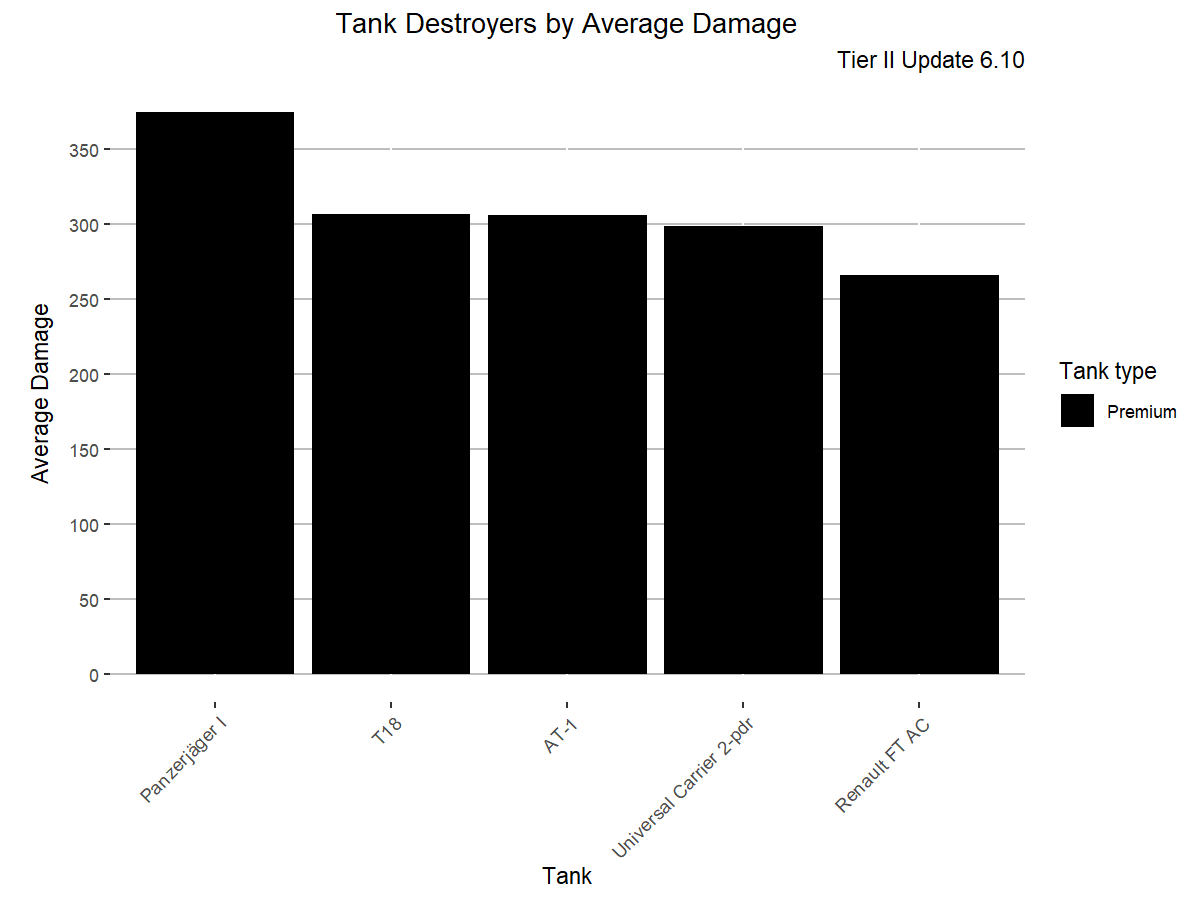 Tank Destroyers by Average Damage
Tier II Update 6.10
Average Damage
350
300
250
200
150
100
50
0
Panzerjäger I
T18
AT-1
Universal Carrier 2-pdr
Renault FT AC
Tank
Tank type
Premium